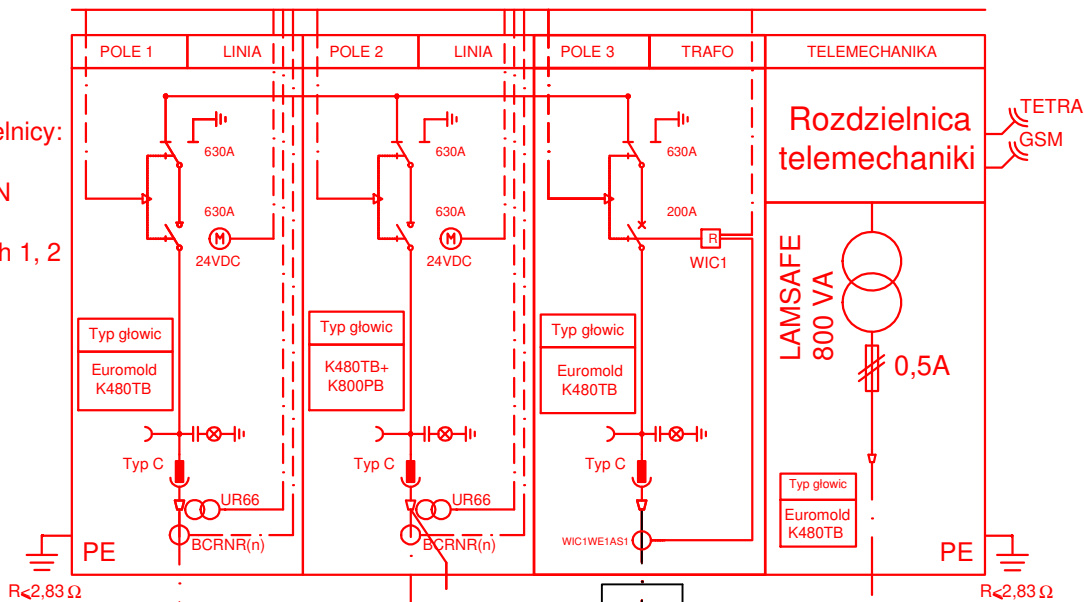 POLE 1 LINIA POLE 2 LINIA POLE 3 TRAFO TELEMECHANIKA
elnicy:
N
h 1, 2
630A
630A
M
24VDC
Typ głowic
Euromold
K480TB
Typ C
UR66
BCRNR(n)
PE
R≤2,83 Ω
630A
630A
M
24VDC
Typ głowic
K480TB+
K800PB
Typ C
UR66
BCRNR(n)
630A
200A
R
WIC1
Typ głowic
Euromold
K480TB
Typ C
WIC1WE1AS1
Rozdzielnica
telemechaniki
TETRA
GSM
LAMSAFE
800 VA
0,5A
Typ głowic
Euromold
K480TB
PE
R≤2,83 Ω